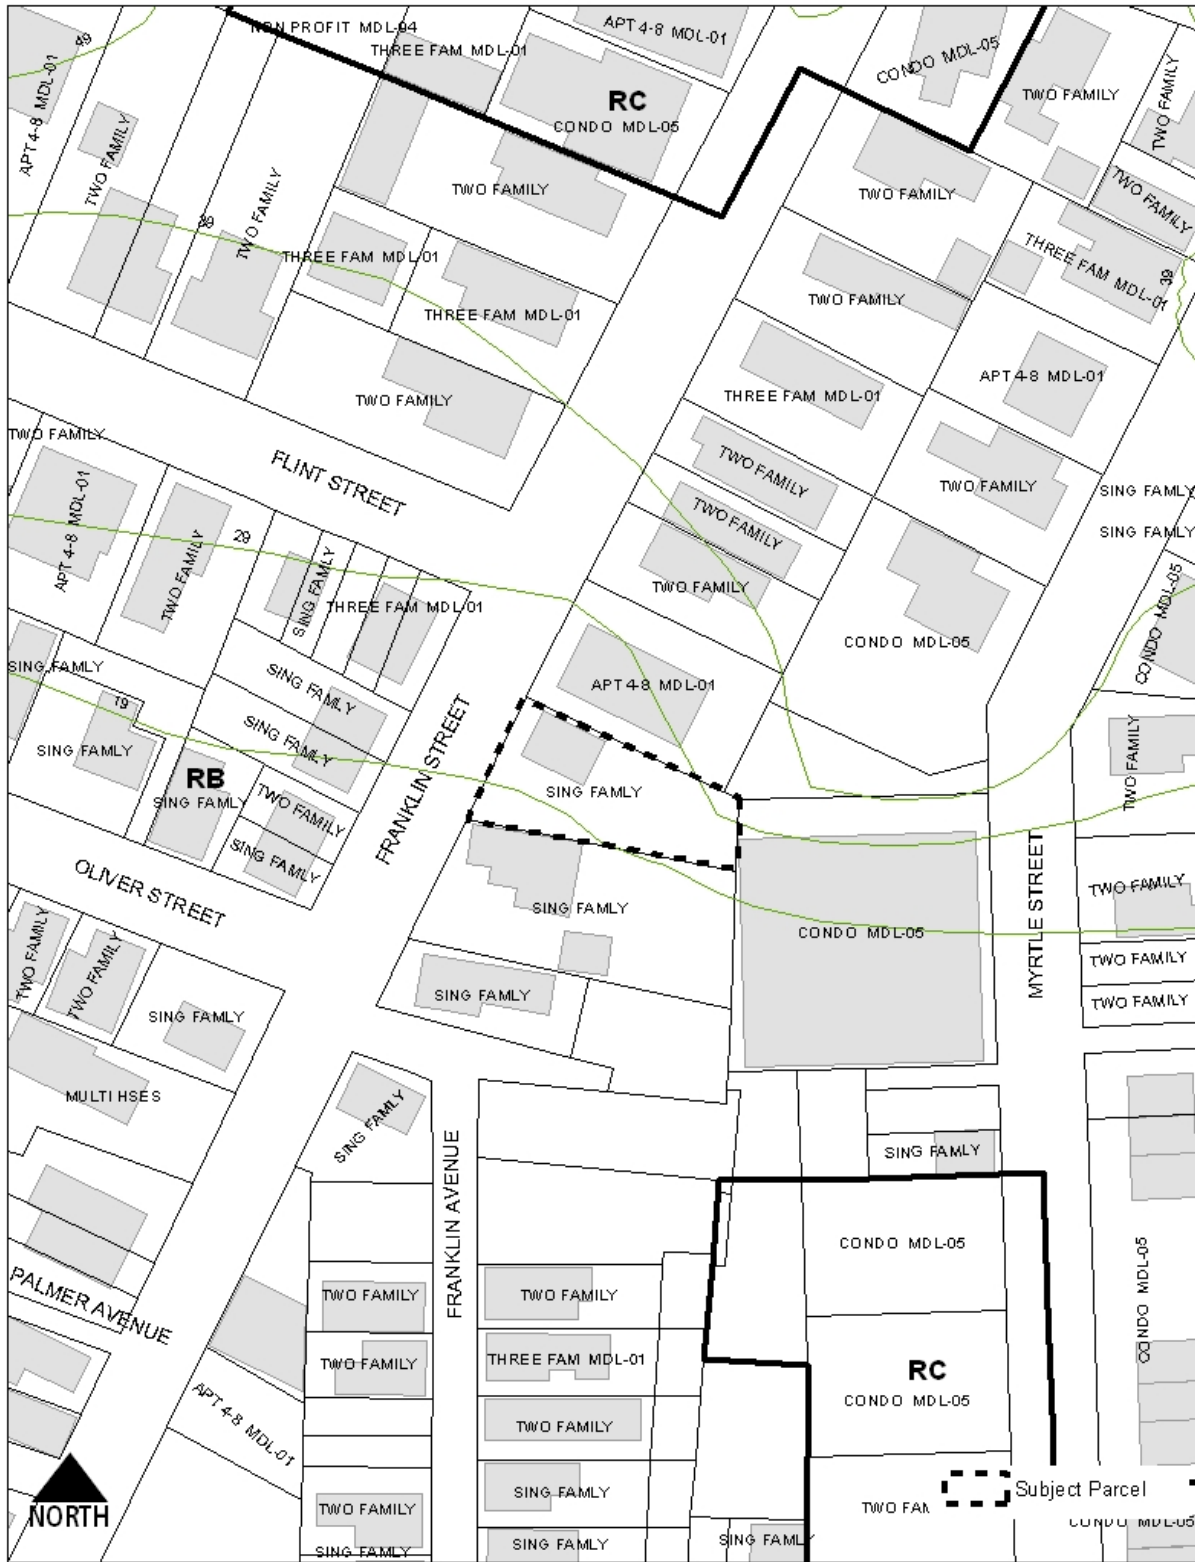 NON PROFIT MDL-94
THREE FAM MDL-01
APT 4-8 MDL-01
CONDO MDL-05
TWO FAMILY
TWO FAMILY
49
APT 4-8 MDL-01
TWO FAMILY
RC
CONDO MDL-05
TWO FAMILY
TWO FAMILY
TWO FAMILY
39
TWO FAMILY
THREE FAM MDL-01
THREE FAM MDL-01
39
THREE FAM MDL-01
TWO FAMILY
APT 4-8 MDL-01
TWO FAMILY
THREE FAM MDL-01
TWO FAMILY
FLINT STREET
TWO FAMILY
TWO FAMILY
SING FAMLY
TWO FAMILY
SING FAMLY
APT 4-8 MDL-01
29
TWO FAMILY
SING FAMLY
THREE FAM MDL-01
TWO FAMILY
CONDO MDL-05
CONDO MDL-05
SING FAMLY
SING FAMLY
APT 4-8 MDL-01
19
SING FAMLY
SING FAMLY
FRANKLIN STREET
TWO FAMILY
RB
SING FAMLY
TWO FAMILY
SING FAMLY
SING FAMLY
OLIVER STREET
SING FAMLY
CONDO MDL-05
MYRTLE STREET
TWO FAMILY
TWO FAMILY
TWO FAMILY
TWO FAMILY
TWO FAMILY
SING FAMLY
SING FAMLY
MULTI HSES
SING FAMLY
SING FAMLY
FRANKLIN AVENUE
CONDO MDL-05
CONDO MDL-05
PALMER AVENUE
TWO FAMILY
TWO FAMILY
TWO FAMILY
THREE FAM MDL-01
RC
CONDO MDL-05
APT 4-8 MDL-01
TWO FAMILY
SING FAMLY
Subject Parcel
NORTH
TWO FAMILY
TWO FAM
CONDO MDL-05
SING FAMLY
SING FAMLY
SING FAMLY